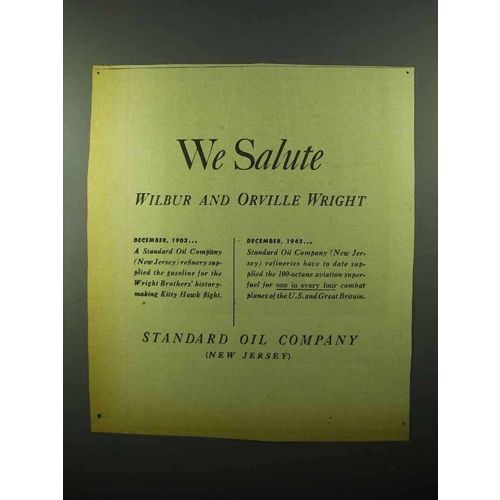 We Salute
WILBUR AND ORVILLE WRIGHT
DECEMBER, 1903...
A Standard Oil Company
(New Jersey) refinery sup-
plied the gasoline for the
Wright Brothers' history-
making Kitty Hawk flight.
DECEMBER, 1943...
Standard Oil Company (New Jer-
sey) refineries have to date sup-
plied the 100-octane aviation super-
fuel for one in every four combat
planes of the U.S. and Great Britain.
STANDARD OIL COMPANY
(NEW JERSEY)